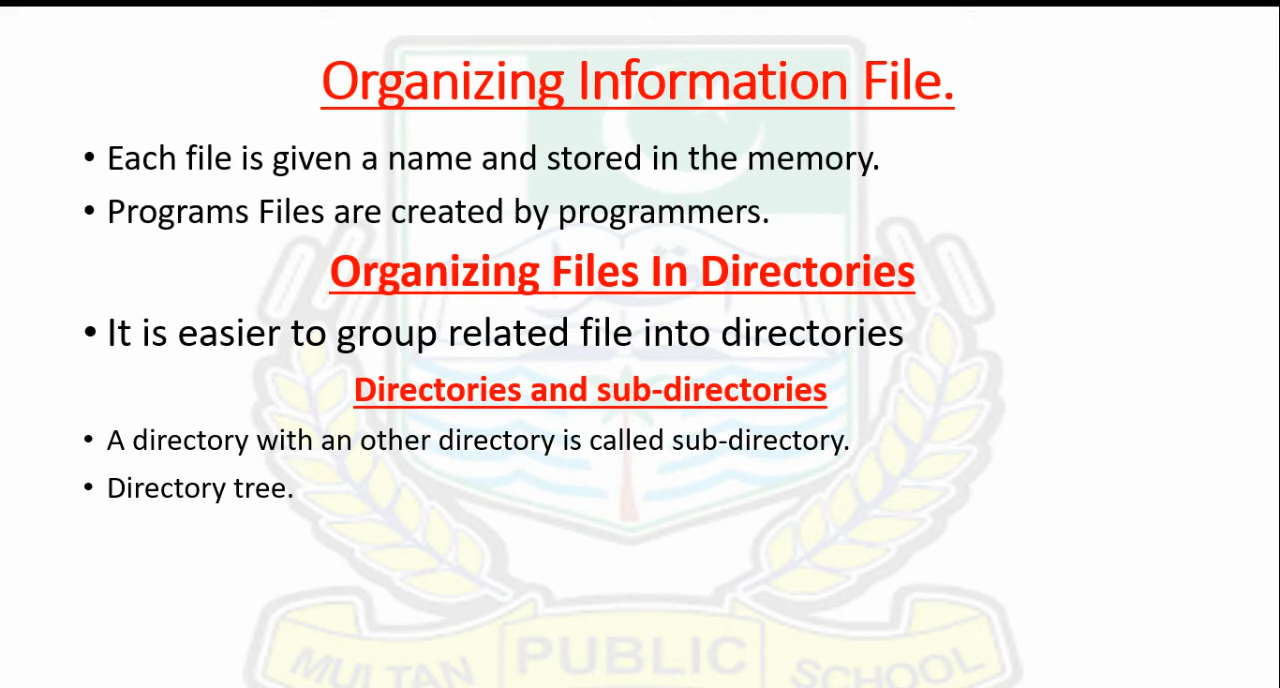 Organizing Information File.
• Each file is given a name and stored in the memory.
• Programs Files are created by programmers.
Organizing Files In Directories
• It is easier to group related file into directories
Directories and sub-directories
• A directory with an other directory is called sub-directory.
• Directory tree.
MULTAN PUBLIC SCHOOL